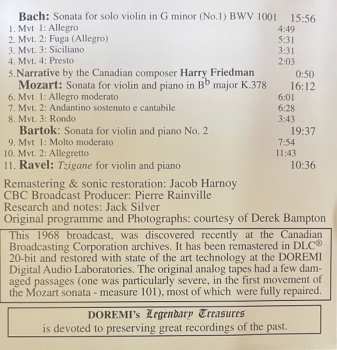 Bach: Sonata for solo violin in G minor (No.1) BWV 1001 15:56
1. Mvt 1: Allegro 4:49
2. Mvt. 2: Fuga (Allegro) 5:31
3. Mvt. 3: Siciliano 3:31
4. Mvt. 4: Presto 2:03
5. Narrative by the Canadian composer Harry Friedman 0:50
Mozart: Sonata for violin and piano in Bb major K.378 16:12
6. Mvt. 1: Allegro moderato 6:01
7. Mvt. 2: Andantino sostenato e cantabile 6:28
8. Mvt. 3: Rondo 3:43
Bartok: Sonata for violin and piano No. 2 19:37
9. Mvt 1: Molto moderato 7:54
10. Mvt. 2: Allegretto 11:43
11. Ravel: Tzigane for violin and piano 10:36
Remastering & sonic restoration: Jacob Harnoy
CBC Broadcast Producer: Pierre Rainville
Research and notes: Jack Silver
Original programme and Photographs: courtesy of Derek Bampton
This 1968 broadcast, was discovered recently at the Canadian
Broadcasting Corporation archives. It has been remastered in DLC®
20-bit and restored with state of the art technology at the DOREMI
Digital Audio Laboratories. The original analog tapes had a few dam-
aged passages (one was particularly severe, in the first movement of
the Mozart sonata - measure 101), most of which were fully repaired.
DOREMI's Legendary Treasures
is devoted to preserving great recordings of the past.